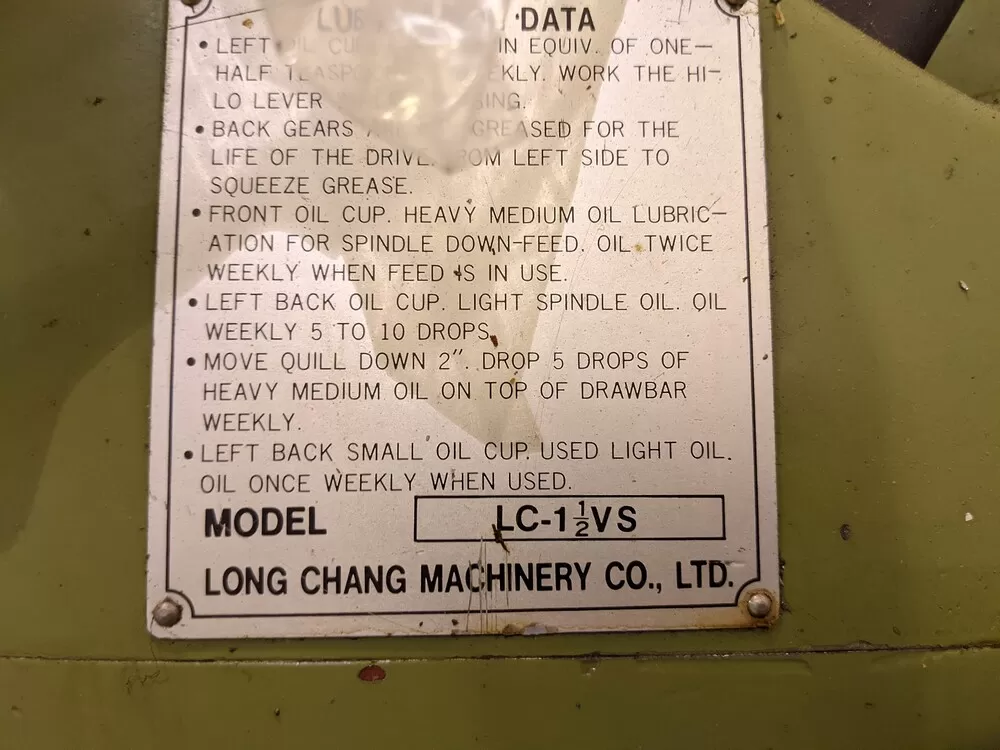 DATA
• LEFT OIL CUP IN EQUIV. OF ONE–
HALF WORK THE HI–
LO LEVER
• BACK GEARS GREASED FOR THE
LIFE OF THE DRIVE. FROM LEFT SIDE TO
SQUEEZE GREASE.
• FRONT OIL CUP. HEAVY MEDIUM OIL LUBRIC–
ATION FOR SPINDLE DOWN–FEED. OIL TWICE
WEEKLY WHEN FEED IS IN USE.
• LEFT BACK OIL CUP. LIGHT SPINDLE OIL. OIL
WEEKLY 5 TO 10 DROPS.
• MOVE QUILL DOWN 2”. DROP 5 DROPS OF
HEAVY MEDIUM OIL ON TOP OF DRAWBAR
WEEKLY.
• LEFT BACK SMALL OIL CUP. USED LIGHT OIL.
OIL ONCE WEEKLY WHEN USED.
MODEL LC-1½VS
LONG CHANG MACHINERY CO., LTD.